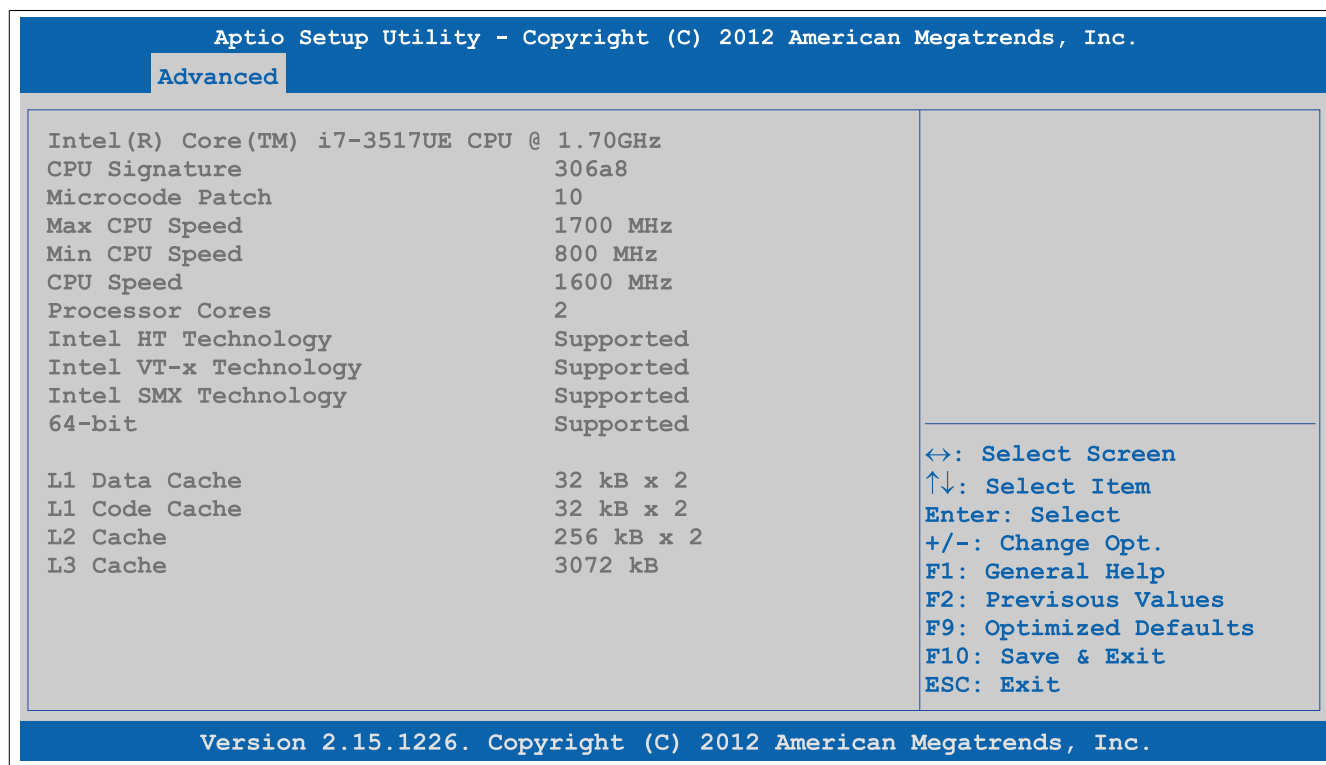 Aptio Setup Utility - Copyright (C) 2012 American Megatrends, Inc.
Advanced
Intel(R) Core(TM) i7-3517UE CPU @ 1.70GHz
CPU Signature 306a8
Microcode Patch 10
Max CPU Speed 1700 MHz
Min CPU Speed 800 MHz
CPU Speed 1600 MHz
Processor Cores 2
Intel HT Technology Supported
Intel VT-x Technology Supported
Intel SMX Technology Supported
64-bit Supported
L1 Data Cache 32 kB x 2
L1 Code Cache 32 kB x 2
L2 Cache 256 kB x 2
L3 Cache 3072 kB
↔: Select Screen
↑↓: Select Item
Enter: Select
+/-: Change Opt.
F1: General Help
F2: Previsous Values
F9: Optimized Defaults
F10: Save & Exit
ESC: Exit
Version 2.15.1226. Copyright (C) 2012 American Megatrends, Inc.